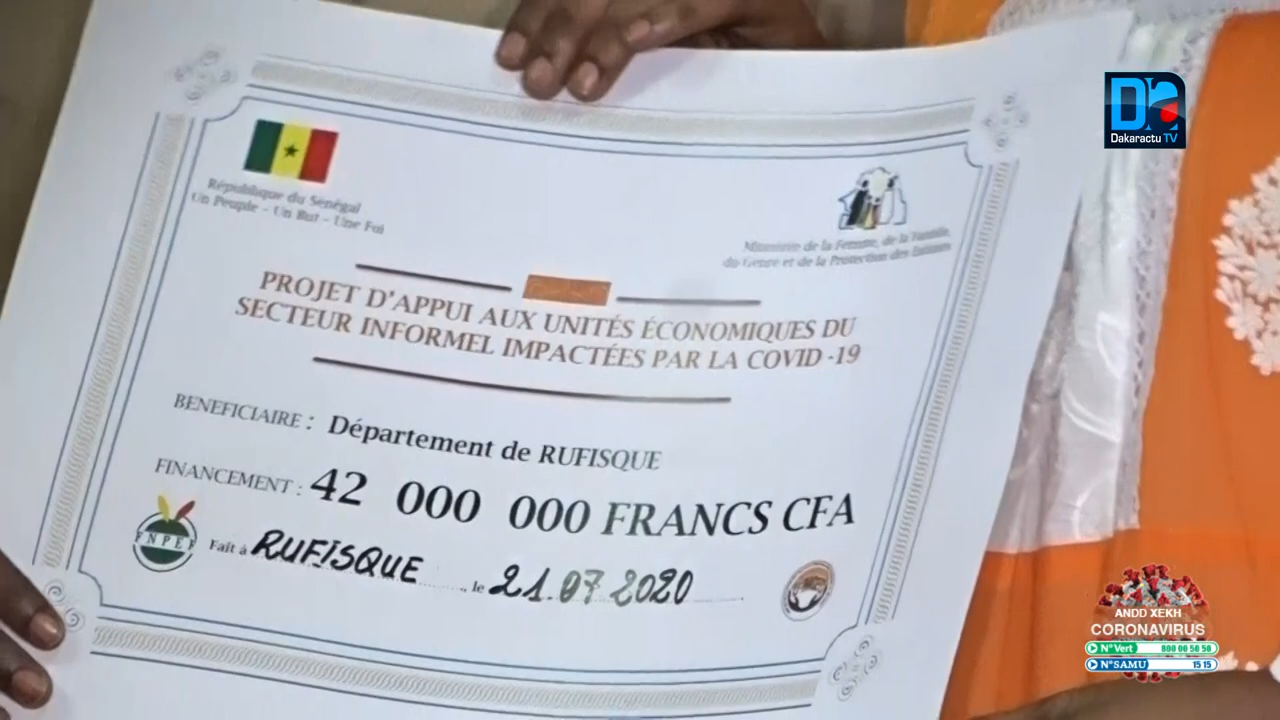 Dakaractu TV
République du Sénégal
Un Peuple - Un But - Une Foi
Ministère de la Femme, de la Famille,
du Genre et de la Protection des Enfants
PROJET D'APPUI AUX UNITÉS ÉCONOMIQUES DU
SECTEUR INFORMEL IMPACTÉES PAR LA COVID -19
BENEFICIAIRE : Département de RUFISQUE
FINANCEMENT : 42 000 000 FRANCS CFA
FNPEF
Fait à RUFISQUE, le 21.07.2020
ANDD XEKH
CORONAVIRUS
N°Vert 800 00 50 50
N°SAMU 15 15